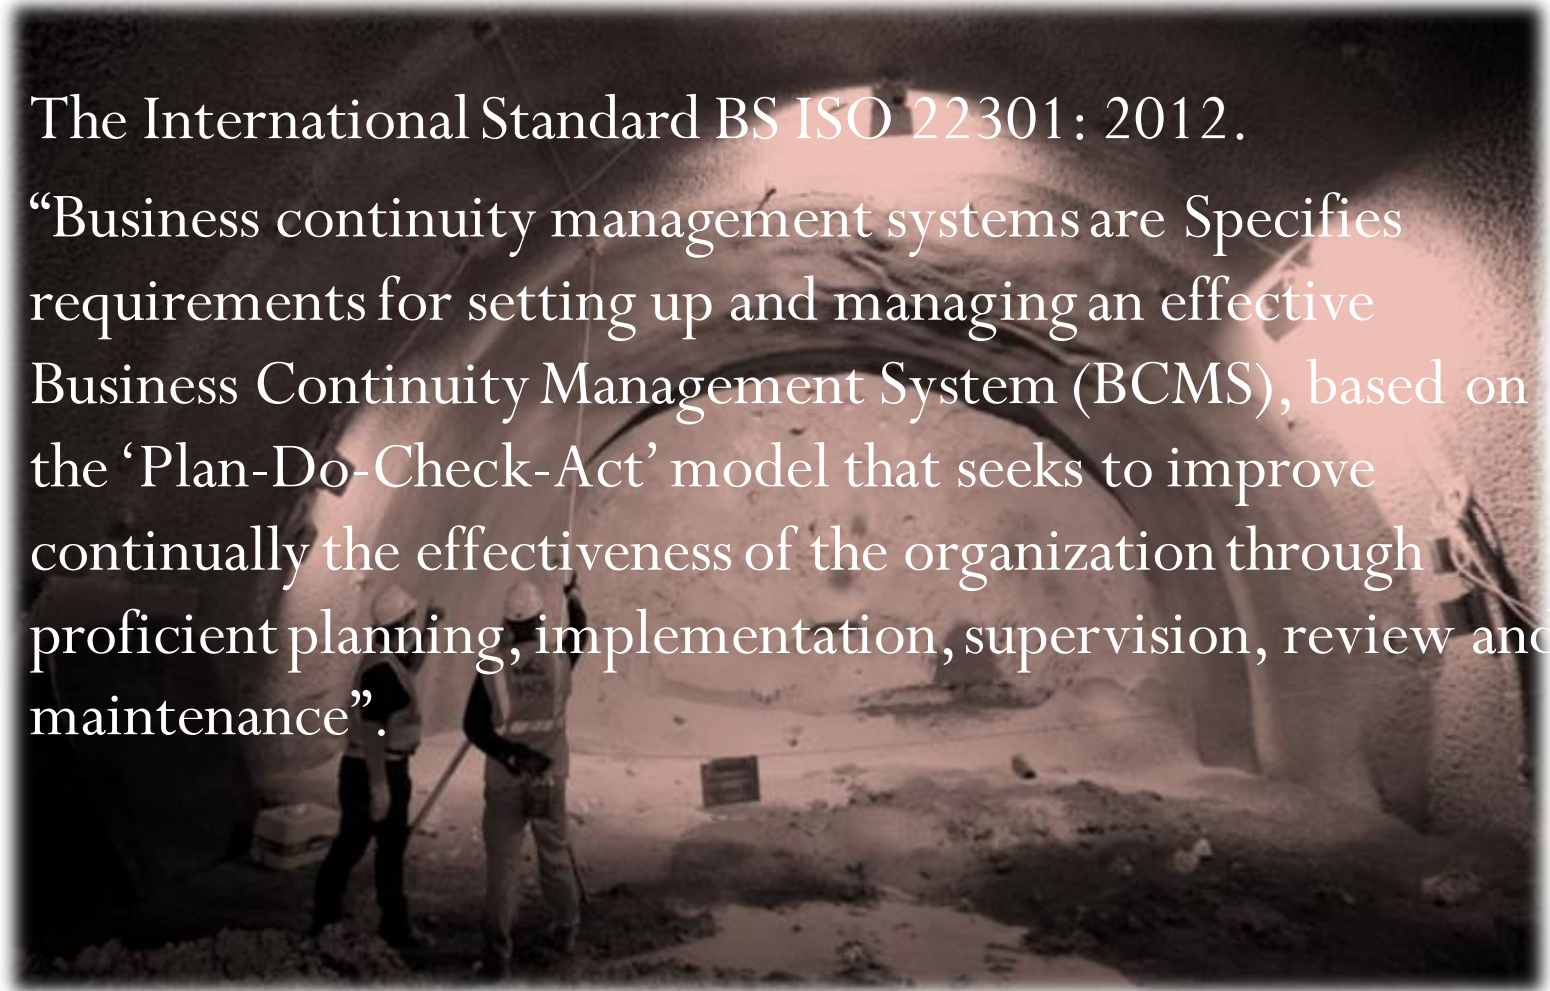 The International Standard BS ISO 22301: 2012.
“Business continuity management systems are Specifies
requirements for setting up and managing an effective
Business Continuity Management System (BCMS), based on
the ‘Plan-Do-Check-Act’ model that seeks to improve
continually the effectiveness of the organization through
proficient planning, implementation, supervision, review and
maintenance”.